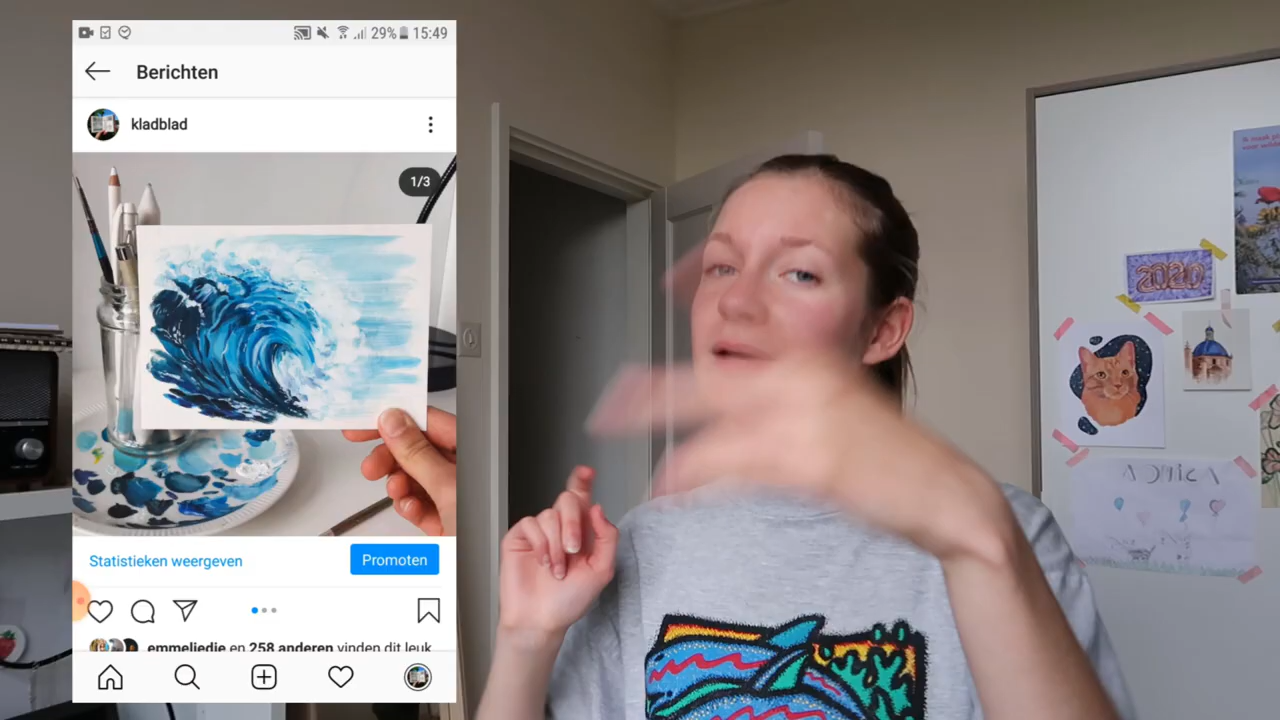 29% 15:49
Berichten
kladblad
1/3
Statistieken weergeven
Promoten
emmeliedie en 258 anderen vinden dit leuk
2020